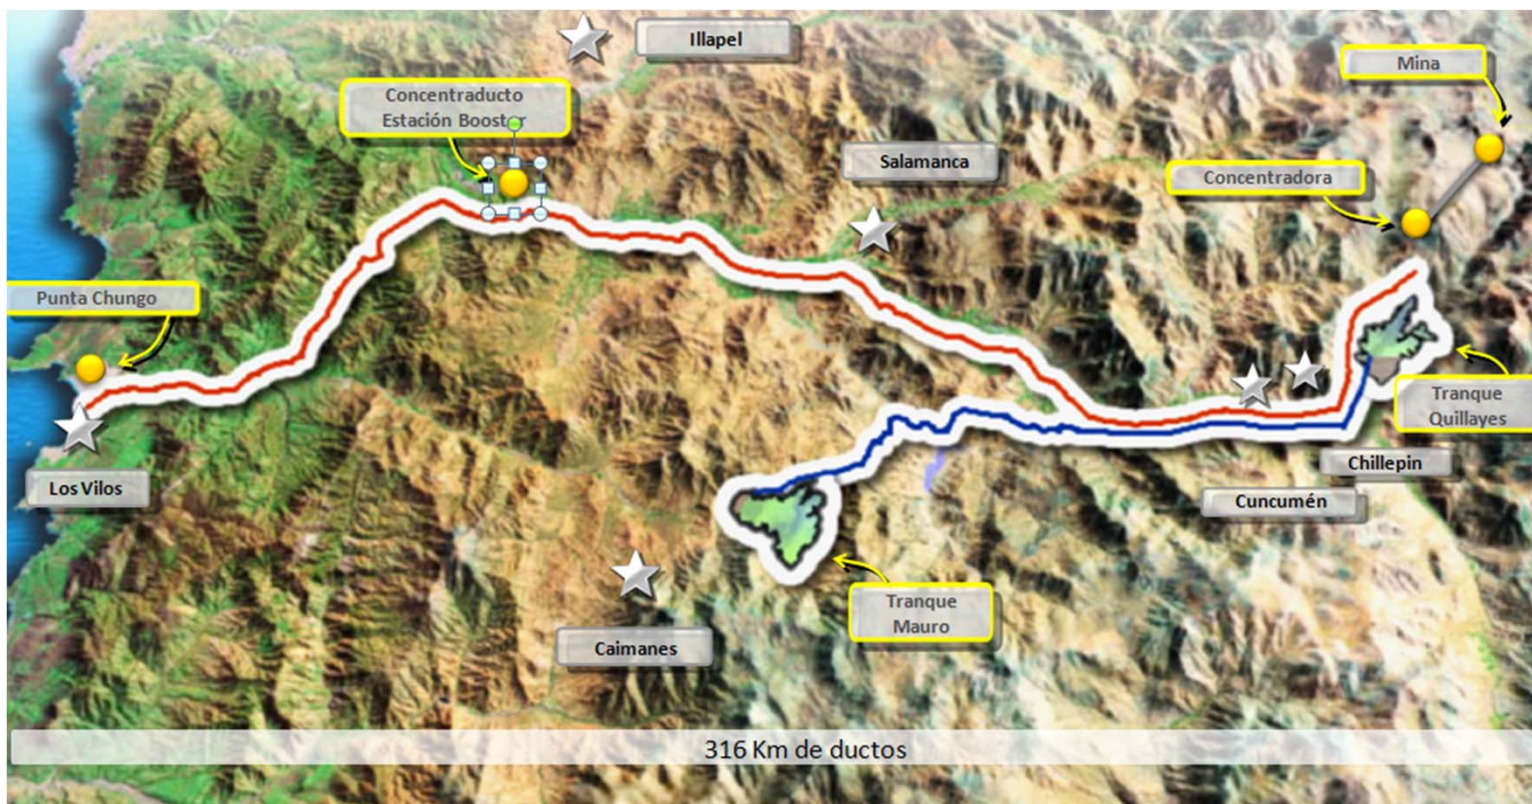 Illapel
Mina
Concentraducto
Estación Booster
Salamanca
Concentradora
Punta Chungo
Tranque
Quillayes
Chillepin
Los Vilos
Cuncumén
Tranque
Mauro
Caimanes
316 Km de ductos